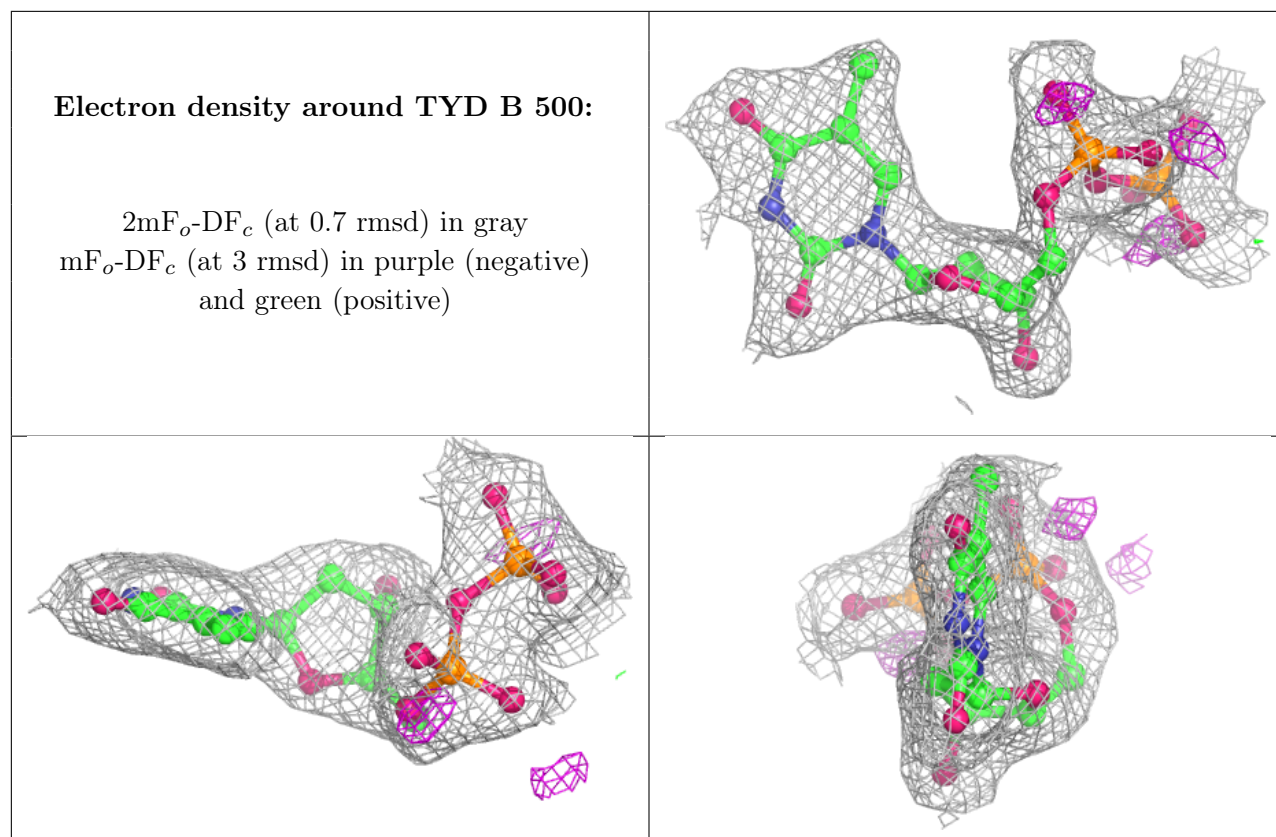 Electron density around TYD B 500:
2mFo-DFc (at 0.7 rmsd) in gray
mFo-DFc (at 3 rmsd) in purple (negative)
and green (positive)